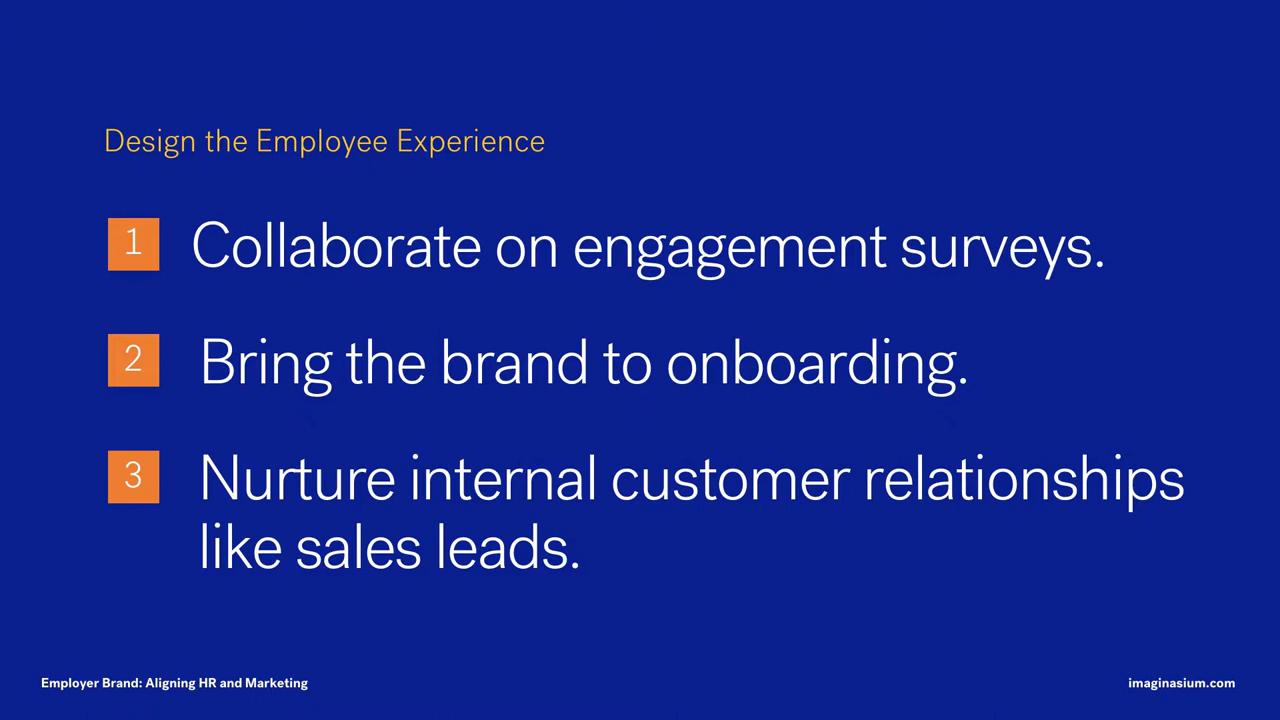 Design the Employee Experience
1 Collaborate on engagement surveys.
2 Bring the brand to onboarding.
3 Nurture internal customer relationships
like sales leads.
Employer Brand: Aligning HR and Marketing
imaginasium.com